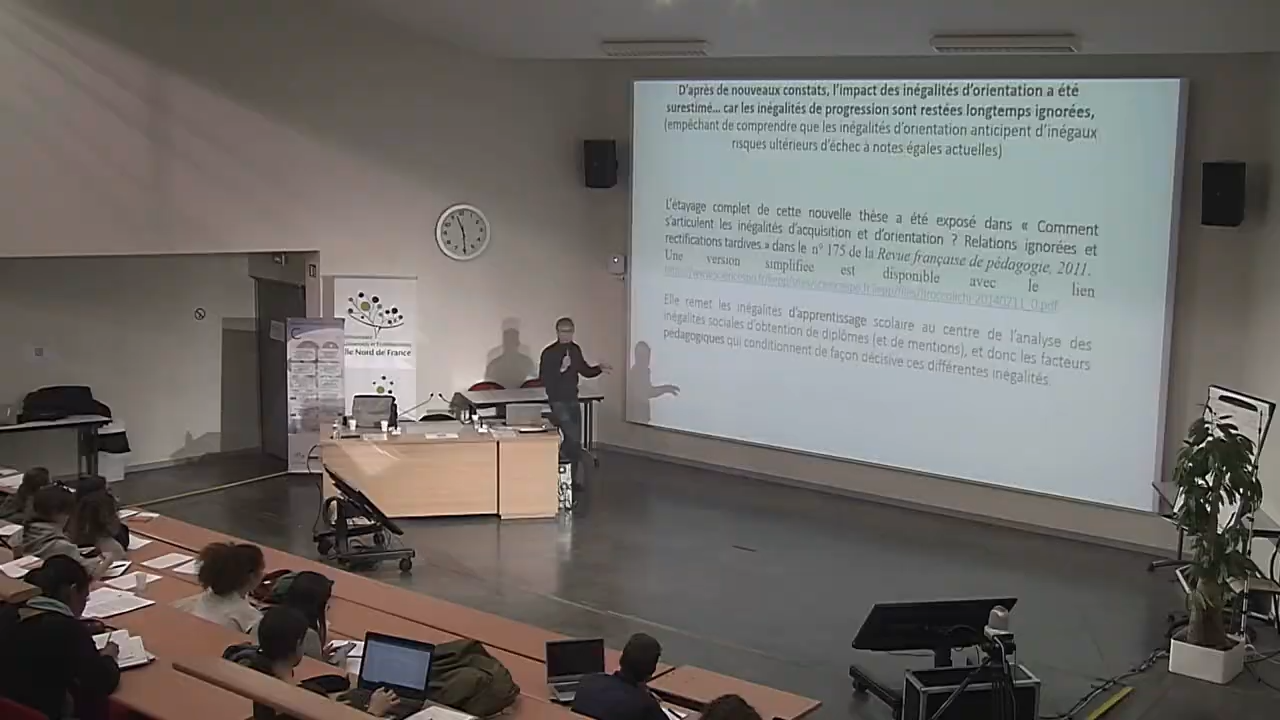 D'après de nouveaux constats, l'impact des inégalités d'orientation a été
surestimé... car les inégalités de progression sont restées longtemps ignorées,
(empêchant de comprendre que les inégalités d'orientation anticipent d'inégaux
risques ultérieurs d'échec à notes égales actuelles)
L'étayage complet de cette nouvelle thèse a été exposé dans « Comment
s'articulent les inégalités d'acquisition et d'orientation ? Relations ignorées et
rectifications tardives » dans le n° 175 de la Revue française de pédagogie, 2011.
Une version simplifiée est disponible avec le lien
Elle remet les inégalités d'apprentissage scolaire au centre de l'analyse des
inégalités sociales d'obtention de diplômes (et de mentions), et donc les facteurs
pédagogiques qui conditionnent de façon décisive ces différentes inégalités.
lle Nord de France